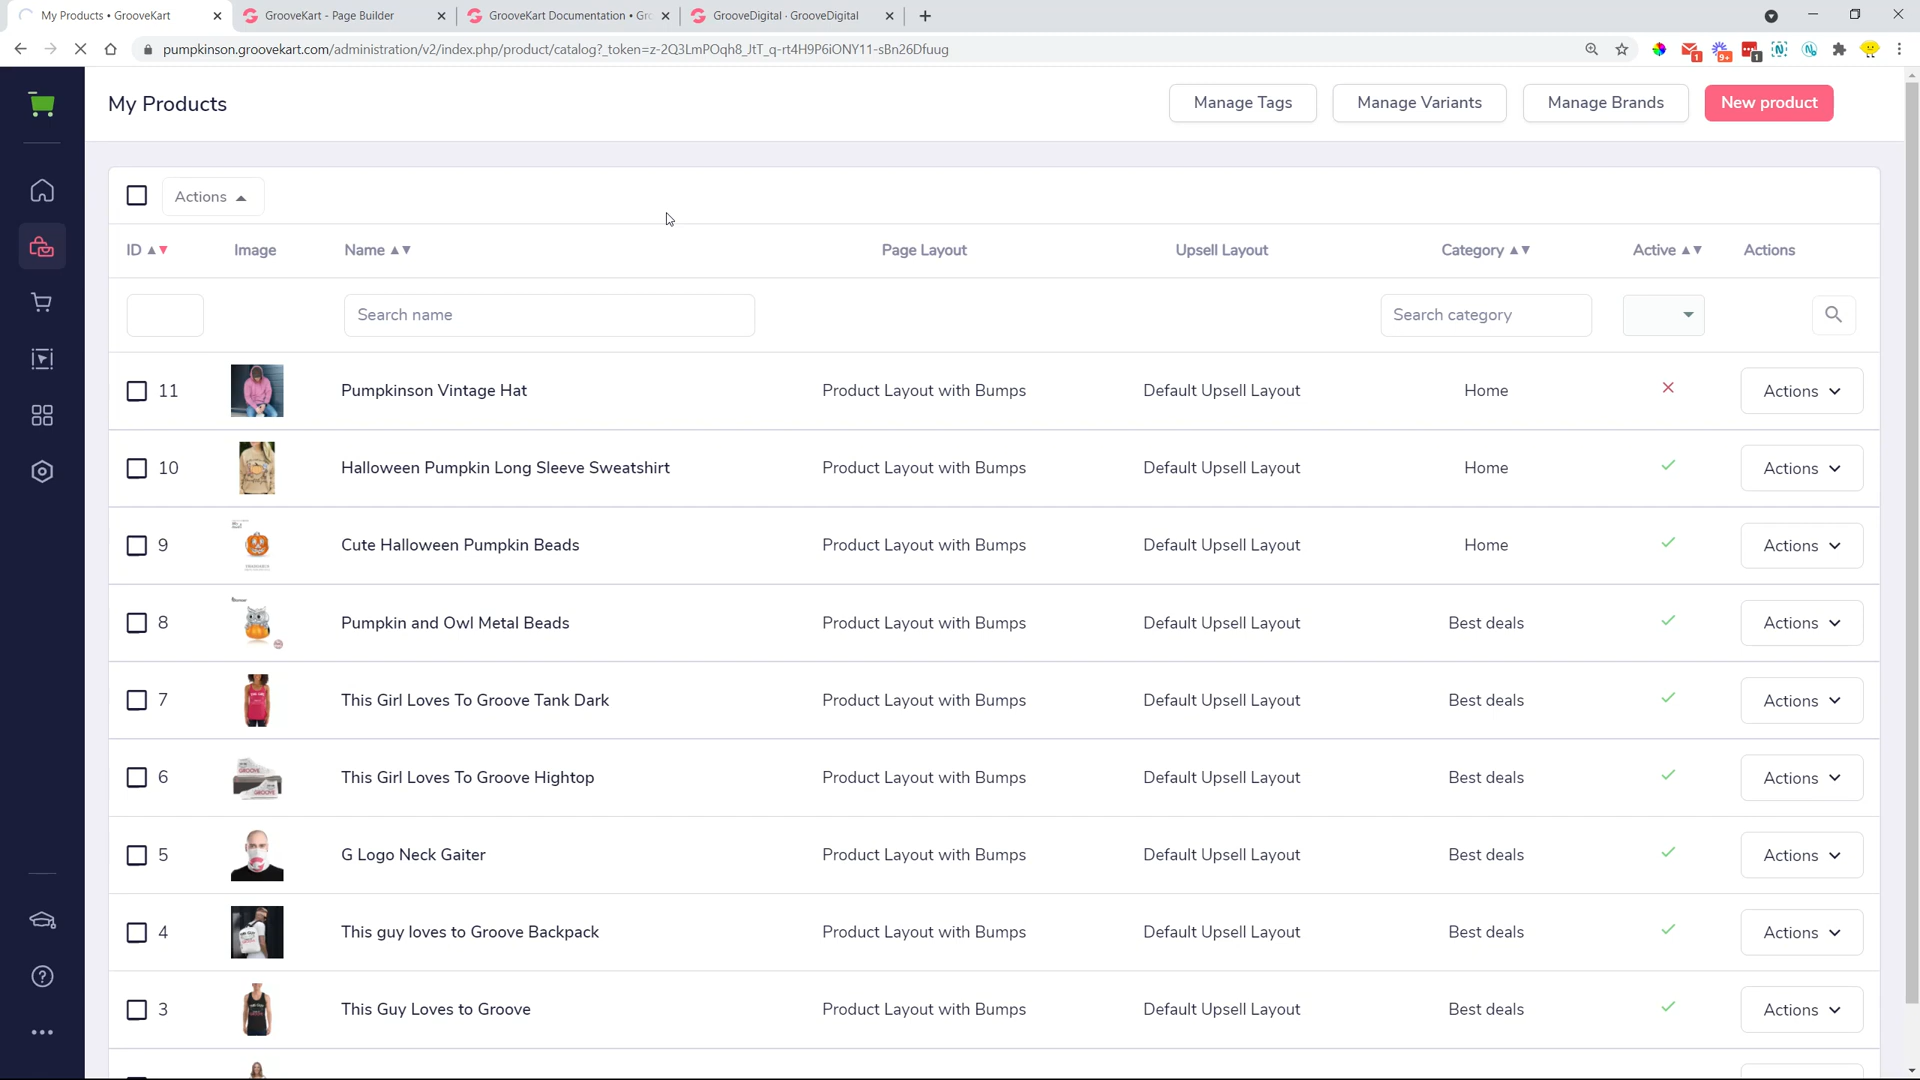 My Products • GrooveKart
GrooveKart - Page Builder
GrooveKart Documentation • Gr
GrooveDigital · GrooveDigital
pumpkinson.groovekart.com/administration/v2/index.php/product/catalog?_token=z-2Q3LmPOqh8_JtT_q-rt4H9P6iONY11-sBn26Dfuug
1
9+
1
My Products
Manage Tags
Manage Variants
Manage Brands
New product
Actions
ID
Image
Name
Page Layout
Upsell Layout
Category
Active
Actions
Search name
Search category
11
Pumpkinson Vintage Hat
Product Layout with Bumps
Default Upsell Layout
Home
Actions
10
Halloween Pumpkin Long Sleeve Sweatshirt
Product Layout with Bumps
Default Upsell Layout
Home
Actions
9
Cute Halloween Pumpkin Beads
Product Layout with Bumps
Default Upsell Layout
Home
Actions
8
Pumpkin and Owl Metal Beads
Product Layout with Bumps
Default Upsell Layout
Best deals
Actions
7
This Girl Loves To Groove Tank Dark
Product Layout with Bumps
Default Upsell Layout
Best deals
Actions
6
GROOVE
This Girl Loves To Groove Hightop
Product Layout with Bumps
Default Upsell Layout
Best deals
Actions
5
G Logo Neck Gaiter
Product Layout with Bumps
Default Upsell Layout
Best deals
Actions
4
This guy loves to Groove Backpack
Product Layout with Bumps
Default Upsell Layout
Best deals
Actions
3
This Guy Loves to Groove
Product Layout with Bumps
Default Upsell Layout
Best deals
Actions